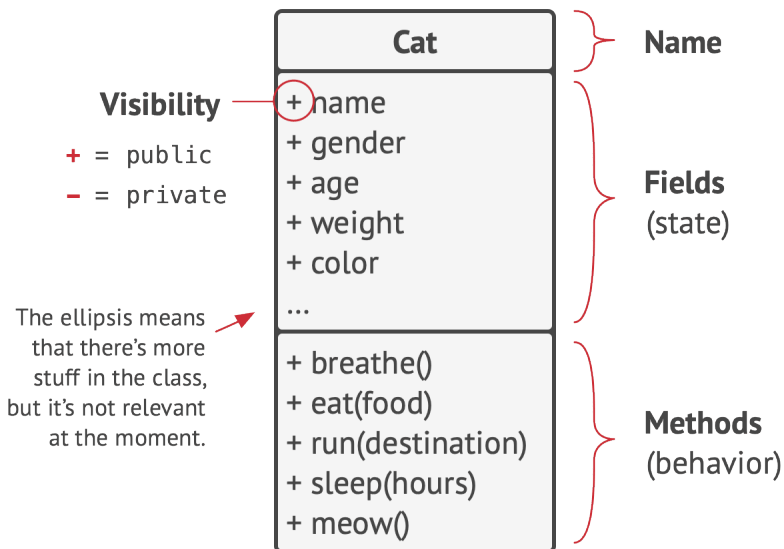 Cat
Name
Visibility
+ = public
− = private
+ name
+ gender
+ age
+ weight
+ color
...
Fields
(state)
The ellipsis means
that there's more
stuff in the class,
but it's not relevant
at the moment.
+ breathe()
+ eat(food)
+ run(destination)
+ sleep(hours)
+ meow()
Methods
(behavior)